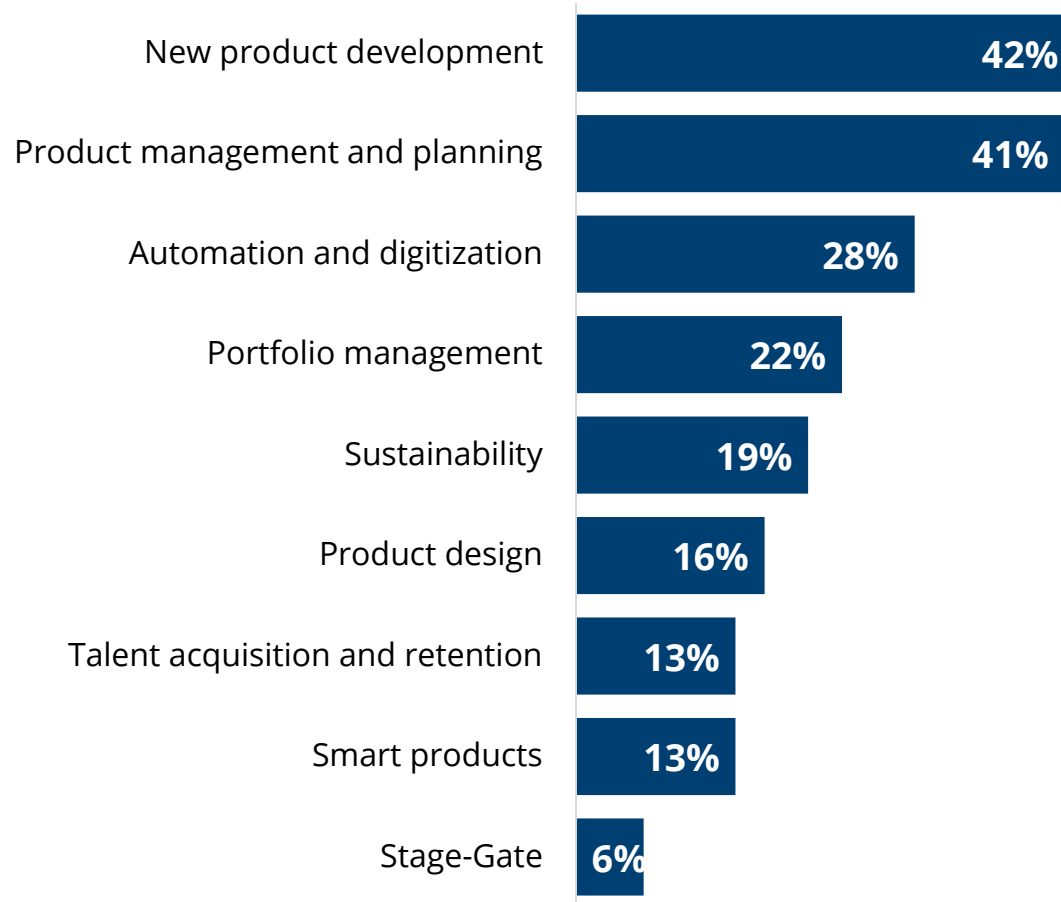 New product development 42%
Product management and planning 41%
Automation and digitization 28%
Portfolio management 22%
Sustainability 19%
Product design 16%
Talent acquisition and retention 13%
Smart products 13%
Stage-Gate 6%